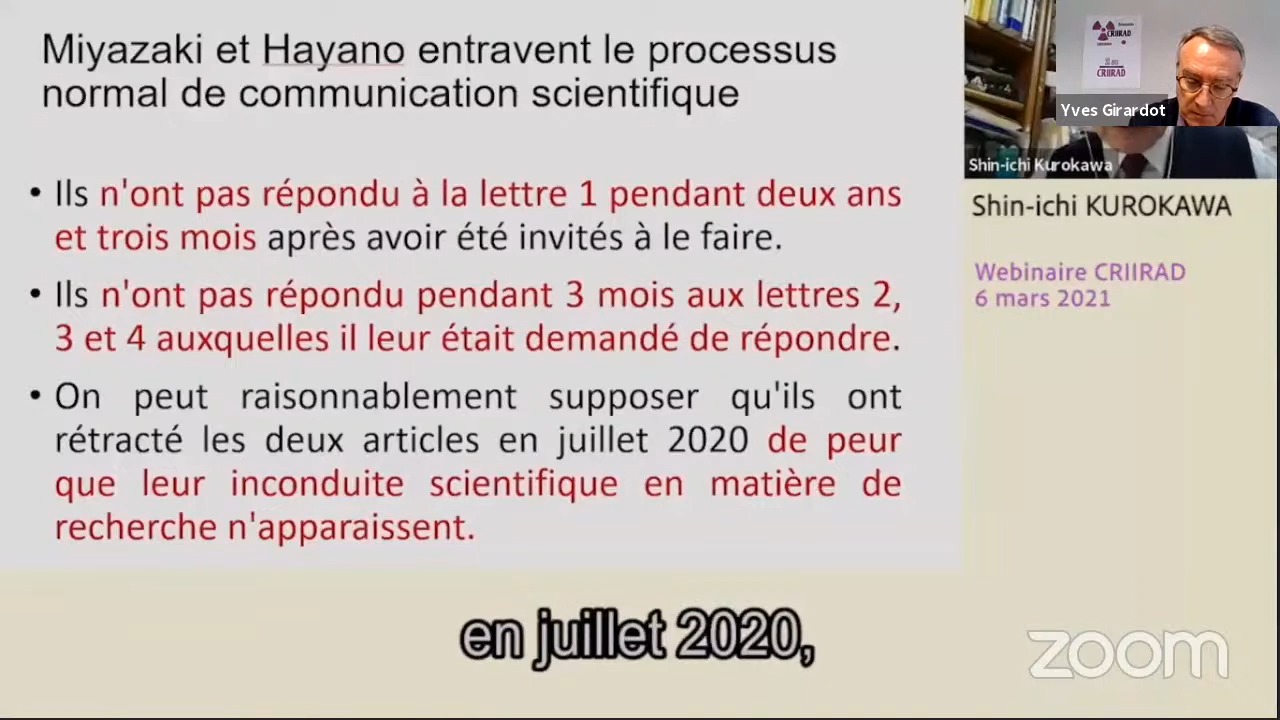 Miyazaki et Hayano entravent le processus
normal de communication scientifique
• Ils n'ont pas répondu à la lettre 1 pendant deux ans
et trois mois après avoir été invités à le faire.
• Ils n'ont pas répondu pendant 3 mois aux lettres 2,
3 et 4 auxquelles il leur était demandé de répondre.
• On peut raisonnablement supposer qu'ils ont
rétracté les deux articles en juillet 2020 de peur
que leur inconduite scientifique en matière de
recherche n'apparaissent.
CRIIRAD
CRIIRAD
Yves Girardot
Shin-ichi Kurokawa
Shin-ichi KUROKAWA
Webinaire CRIIRAD
6 mars 2021
en juillet 2020,
zoom